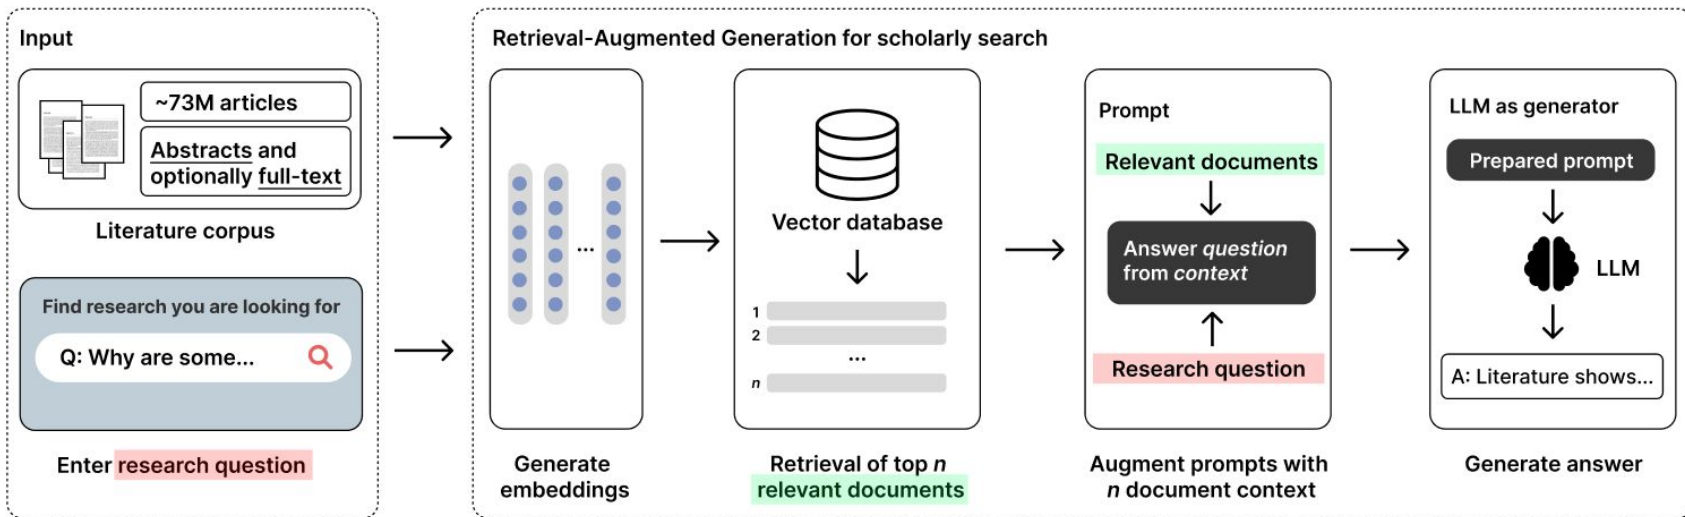 Input
~73M articles
Abstracts and
optionally full-text
Literature corpus
Find research you are looking for
Q: Why are some...
Enter research question
Retrieval-Augmented Generation for scholarly search
...
Generate
embeddings
Vector database
1
2
...
n
Retrieval of top n
relevant documents
Prompt
Relevant documents
Answer question
from context
Research question
Augment prompts with
n document context
LLM as generator
Prepared prompt
LLM
A: Literature shows...
Generate answer